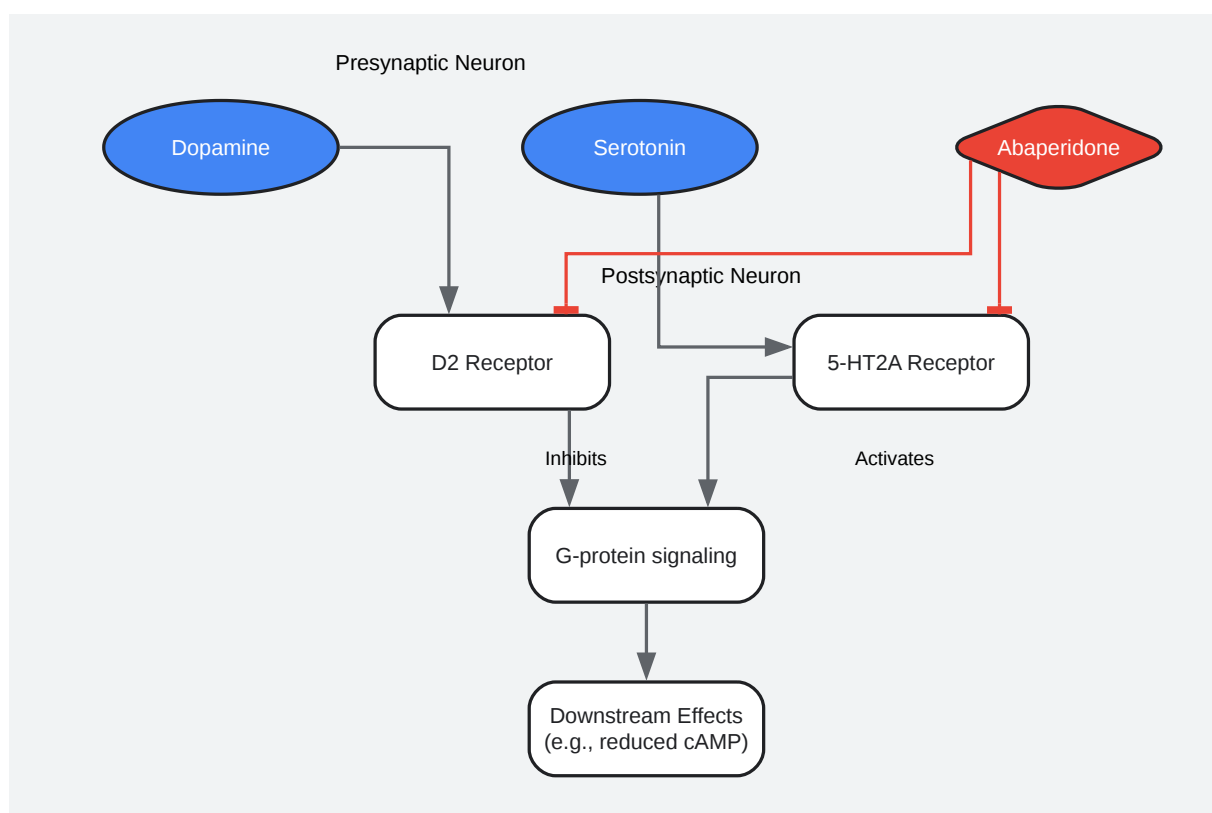 Presynaptic Neuron
Dopamine
Serotonin
Abaperidone
Postsynaptic Neuron
D2 Receptor
5-HT2A Receptor
Inhibits
Activates
G-protein signaling
Downstream Effects
(e.g., reduced cAMP)